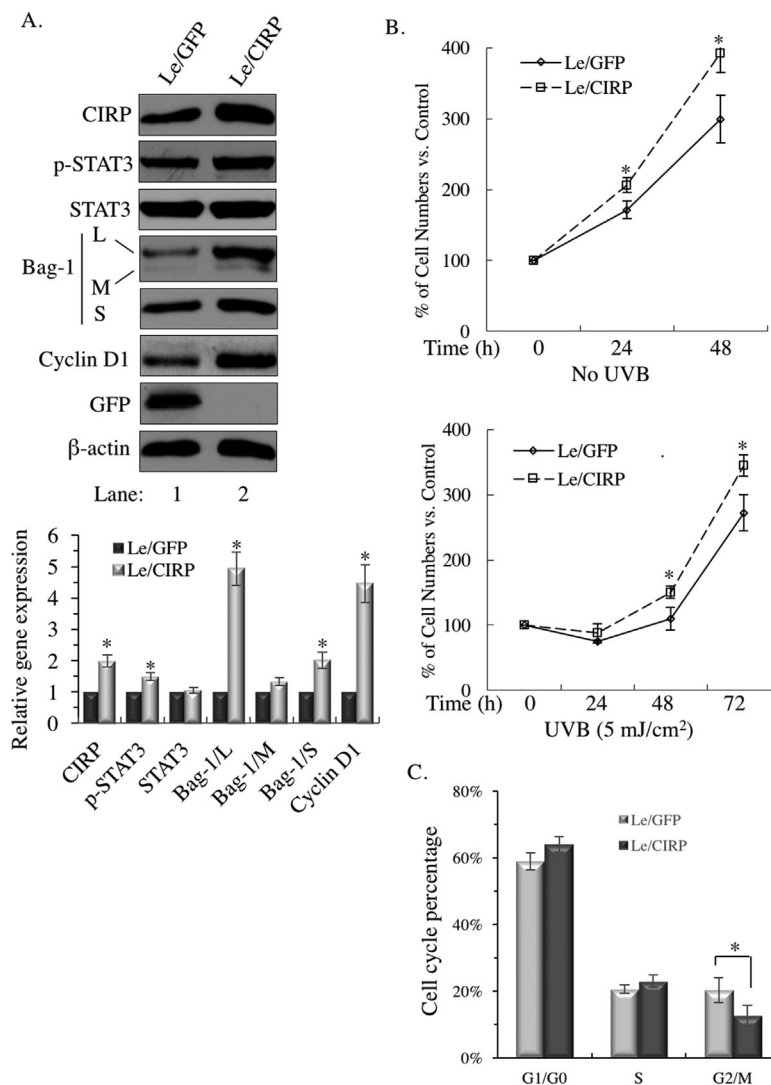 A.
Le/GFP
Le/CIRP
CIRP
p-STAT3
STAT3
L
Bag-1
M
S
Cyclin D1
GFP
β-actin
Lane: 1 2
Relative gene expression
6
5
4
3
2
1
0
Le/GFP
Le/CIRP
* * * * *
CIRP
p-STAT3
STAT3
Bag-1/L
Bag-1/M
Bag-1/S
Cyclin D1
B.
% of Cell Numbers vs. Control
400
300
200
100
0
Le/GFP
Le/CIRP
* *
Time (h) 0 24 48
No UVB
% of Cell Numbers vs. Control
400
300
200
100
0
Le/GFP
Le/CIRP
* *
Time (h) 0 24 48 72
UVB (5 mJ/cm²)
C.
Cell cycle percentage
80%
60%
40%
20%
0%
Le/GFP
Le/CIRP
*
G1/G0 S G2/M